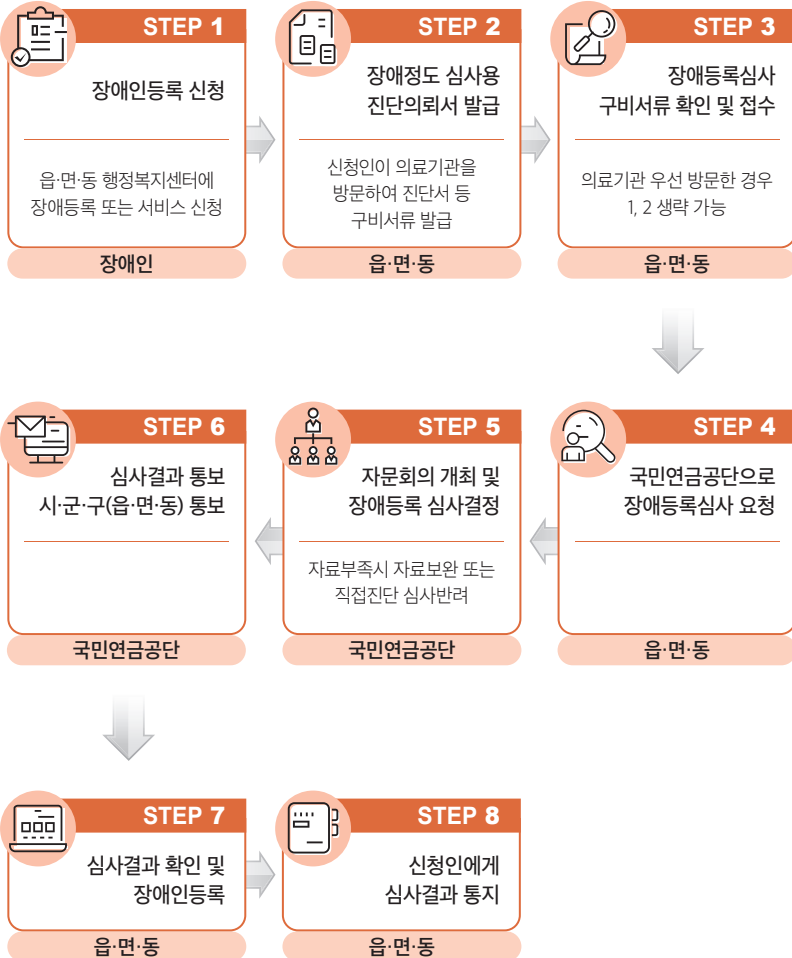 STEP 1
장애인등록 신청
읍·면·동 행정복지센터에
장애등록 또는 서비스 신청
장애인
STEP 2
장애정도 심사용
진단의뢰서 발급
신청인이 의료기관을
방문하여 진단서 등
구비서류 발급
읍·면·동
STEP 3
장애등록심사
구비서류 확인 및 접수
의료기관 우선 방문한 경우
1, 2 생략 가능
읍·면·동
STEP 4
국민연금공단으로
장애등록심사 요청
읍·면·동
STEP 5
자문회의 개최 및
장애등록 심사결정
자료부족시 자료보완 또는
직접진단 심사반려
국민연금공단
STEP 6
심사결과 통보
시·군·구(읍·면·동) 통보
국민연금공단
STEP 7
심사결과 확인 및
장애인등록
읍·면·동
STEP 8
신청인에게
심사결과 통지
읍·면·동